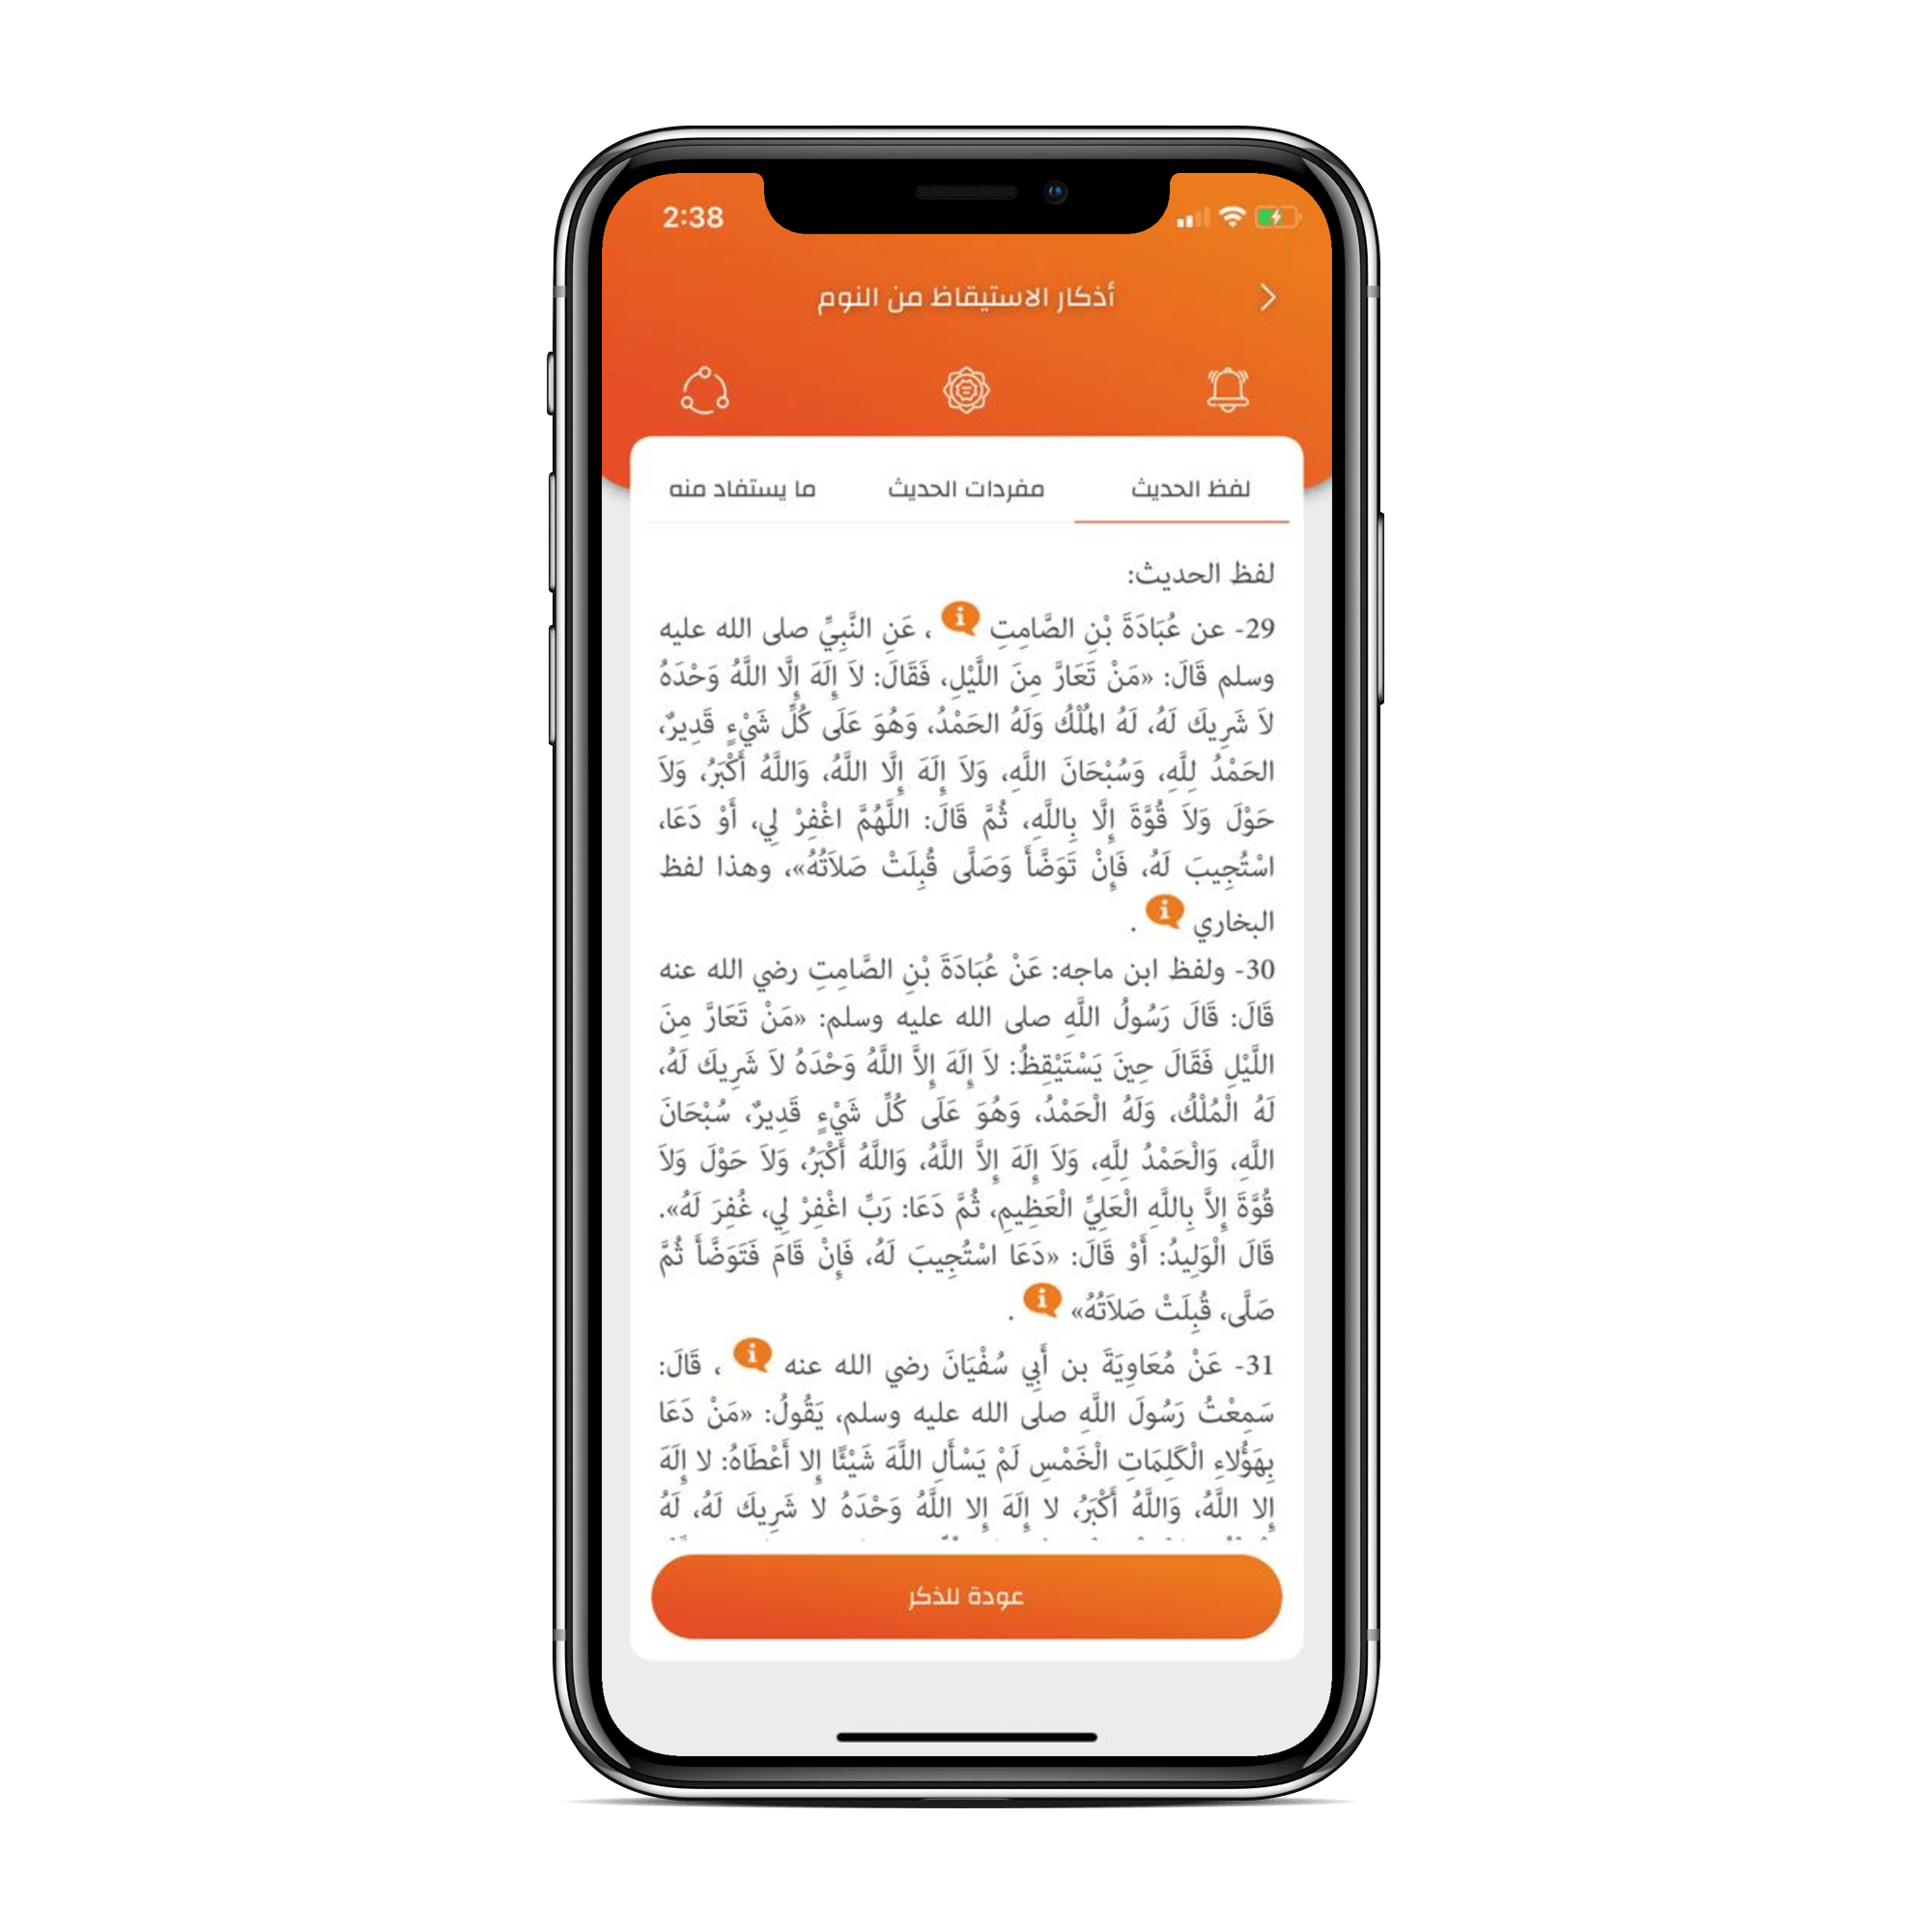 2:38
أذكار الاستيقاظ من النوم
لفظ الحديث
مفردات الحديث
ما يستفاد منه
لفظ الحديث:
29- عن عُبَادَةَ بْنِ الصَّامِتِ ، عَنِ النَّبِيِّ صلى الله عليه
وسلم قَالَ: «مَنْ تَعَارَّ مِنَ اللَّيْلِ، فَقَالَ: لاَ إِلَهَ إِلَّا اللَّهُ وَحْدَهُ
لاَ شَرِيكَ لَهُ، لَهُ المُلْكُ وَلَهُ الحَمْدُ، وَهُوَ عَلَى كُلِّ شَيْءٍ قَدِيرٌ،
الحَمْدُ لِلَّهِ، وَسُبْحَانَ اللَّهِ، وَلاَ إِلَهَ إِلَّا اللَّهُ، وَاللَّهُ أَكْبَرُ، وَلاَ
حَوْلَ وَلاَ قُوَّةَ إِلَّا بِاللَّهِ، ثُمَّ قَالَ: اللَّهُمَّ اغْفِرْ لِي، أَوْ دَعَا،
اسْتُجِيبَ لَهُ، فَإِنْ تَوَضَّأَ وَصَلَّى قُبِلَتْ صَلاَتُهُ»، وهذا لفظ
البخاري .
30- ولفظ ابن ماجه: عَنْ عُبَادَةَ بْنِ الصَّامِتِ رضي الله عنه
قَالَ: قَالَ رَسُولُ اللَّهِ صلى الله عليه وسلم: «مَنْ تَعَارَّ مِنَ
اللَّيْلِ فَقَالَ حِينَ يَسْتَيْقِظُ: لاَ إِلَهَ إِلاَّ اللَّهُ وَحْدَهُ لاَ شَرِيكَ لَهُ،
لَهُ الْمُلْكُ، وَلَهُ الْحَمْدُ، وَهُوَ عَلَى كُلِّ شَيْءٍ قَدِيرٌ، سُبْحَانَ
اللَّهِ، وَالْحَمْدُ لِلَّهِ، وَلاَ إِلَهَ إِلاَّ اللَّهُ، وَاللَّهُ أَكْبَرُ، وَلاَ حَوْلَ وَلاَ
قُوَّةَ إِلاَّ بِاللَّهِ الْعَلِيِّ الْعَظِيمِ، ثُمَّ دَعَا: رَبِّ اغْفِرْ لِي، غُفِرَ لَهُ».
قَالَ الْوَلِيدُ: أَوْ قَالَ: «دَعَا اسْتُجِيبَ لَهُ، فَإِنْ قَامَ فَتَوَضَّأَ ثُمَّ
صَلَّى، قُبِلَتْ صَلاَتُهُ» .
31- عَنْ مُعَاوِيَةَ بن أَبِي سُفْيَانَ رضي الله عنه ، قَالَ:
سَمِعْتُ رَسُولَ اللَّهِ صلى الله عليه وسلم، يَقُولُ: «مَنْ دَعَا
بِهَؤُلاءِ الْكَلِمَاتِ الْخَمْسِ لَمْ يَسْأَلِ اللَّهَ شَيْئًا إِلا أَعْطَاهُ: لا إِلَهَ
إِلا اللَّهُ، وَاللَّهُ أَكْبَرُ، لا إِلَهَ إِلا اللَّهُ وَحْدَهُ لا شَرِيكَ لَهُ، لَهُ
عودة للذكر